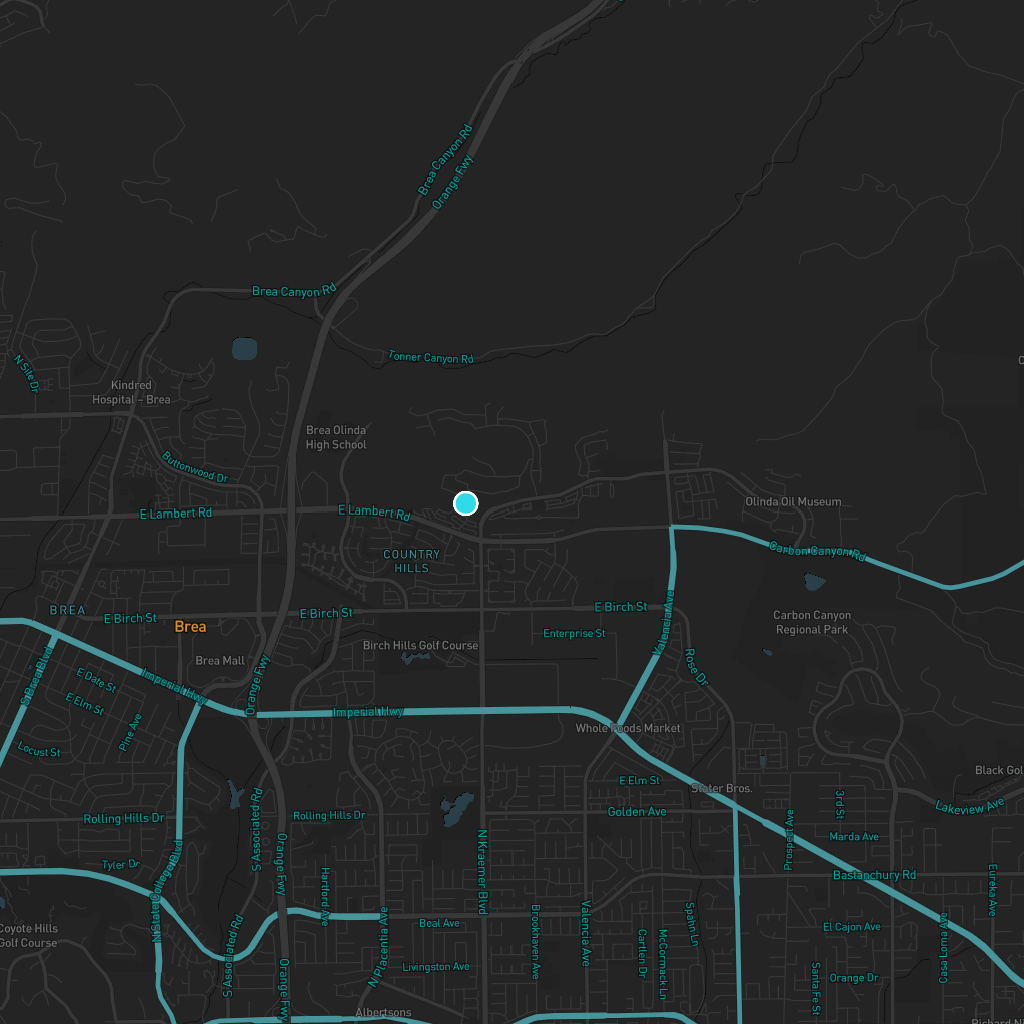 Brea Canyon Rd
Orange Fwy
Brea Canyon Rd
Tonner Canyon Rd
N Site Dr
Kindred
Hospital – Brea
Brea Olinda
High School
Buttonwood Dr
Olinda Oil Museum
E Lambert Rd
E Lambert Rd
COUNTRY
HILLS
Carbon Canyon Rd
BREA
E Birch St
E Birch St
E Birch St
Brea
Enterprise St
Valencia Ave
Carbon Canyon
Regional Park
Birch Hills Golf Course
Brea Mall
Orange Fwy
Rose Dr
S Brea Blvd
E Date St
E Elm St
Imperial Hwy
Imperial Hwy
Pine Ave
Whole Foods Market
Locust St
E Elm St
Stater Bros.
Black Gol
Lakeview Ave
Rolling Hills Dr
S Associated Rd
Rolling Hills Dr
Golden Ave
3rd St
Prospect Ave
Marda Ave
Tyler Dr
N State College Blvd
Orange Fwy
Hartford Ave
N Kraemer Blvd
Bastanchury Rd
Eureka Ave
Coyote Hills
Golf Course
S Associated Rd
N Placentia Ave
Beal Ave
Brookhaven Ave
Valencia Ave
Spahn Ln
El Cajon Ave
Casa Loma Ave
Cartlen Dr
McCormack Ln
Livingston Ave
Orange Fwy
Santa Fe St
Orange Dr
Albertsons